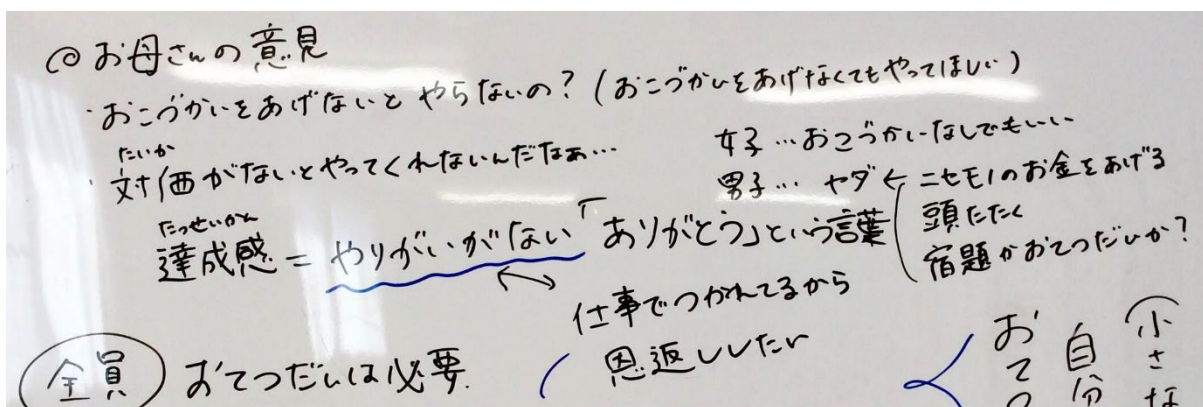 ◎お母さんの意見
・おこづかいをあげないとやらないの?(おこづかいをあげなくてもやってほしい)
たいか
・対価がないとやってくれないんだなぁ…
女子…おこづかいなしでもいい
男子…ヤダ←ニセモノのお金をあげる
頭たたく
宿題かおてつだいか?
たっせいかん
達成感=やりがいがない「ありがとう」という言葉
↔
仕事でつかれてるから
恩返ししたい
全員 おてつだいは必要
(小さな
自分
おてつ